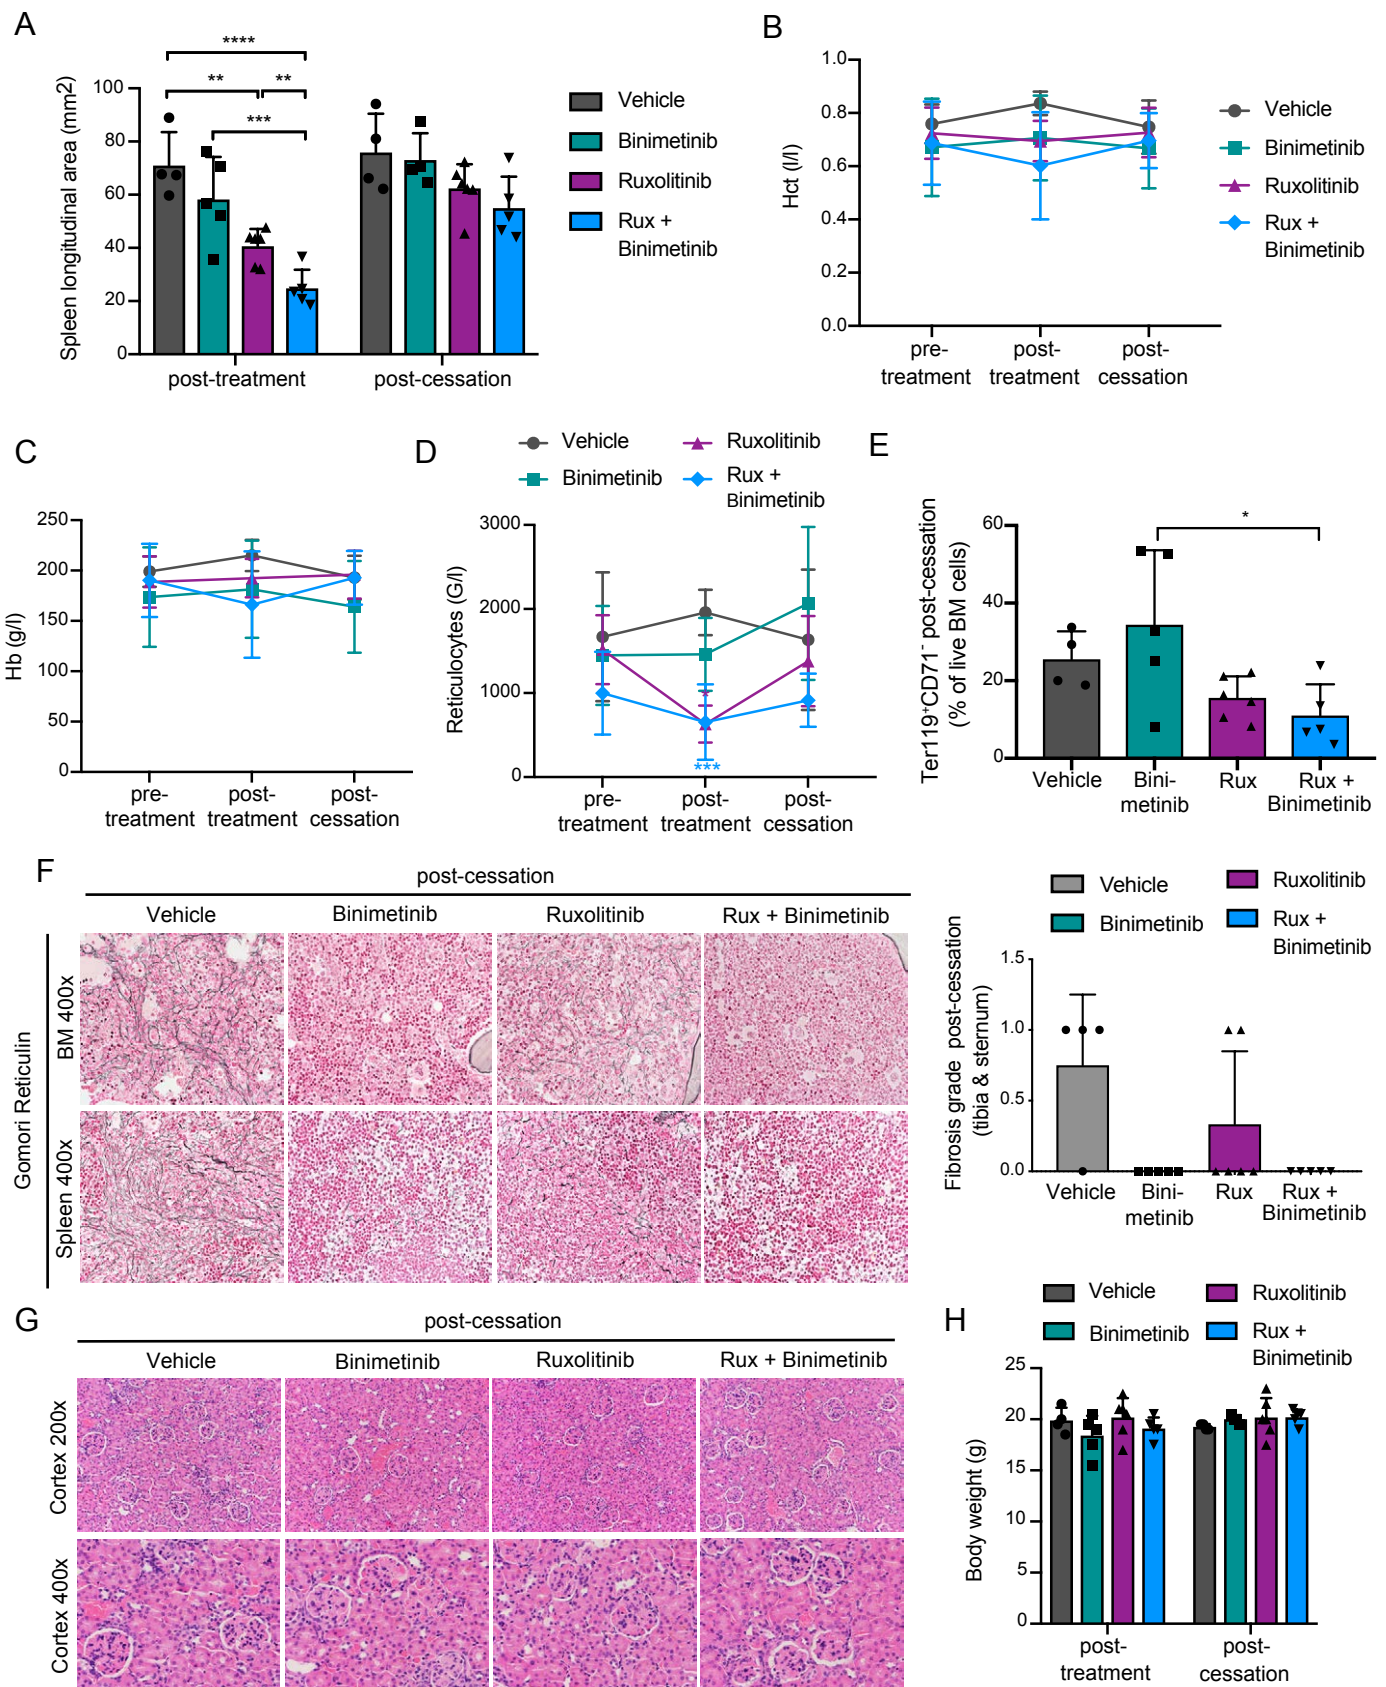 A
****
**
**
***
Spleen longitudinal area (mm2)
100
80
60
40
20
0
post-treatment
post-cessation
Vehicle
Binimetinib
Ruxolitinib
Rux +
Binimetinib
B
Hct (l/l)
1.0
0.8
0.6
0.4
0.2
0.0
pre-
treatment
post-
treatment
post-
cessation
Vehicle
Binimetinib
Ruxolitinib
Rux +
Binimetinib
C
Hb (g/l)
250
200
150
100
50
0
pre-
treatment
post-
treatment
post-
cessation
D
Vehicle
Binimetinib
Ruxolitinib
Rux +
Binimetinib
Reticulocytes (G/l)
3000
2000
1000
0
***
pre-
treatment
post-
treatment
post-
cessation
E
Ter119+CD71- post-cessation
(% of live BM cells)
60
40
20
0
*
Vehicle
Bini-
metinib
Rux
Rux +
Binimetinib
F
post-cessation
Vehicle
Binimetinib
Ruxolitinib
Rux + Binimetinib
Gomori Reticulin
BM 400x
Spleen 400x
Vehicle
Binimetinib
Ruxolitinib
Rux +
Binimetinib
Fibrosis grade post-cessation
(tibia & sternum)
1.5
1.0
0.5
0.0
Vehicle
Bini-
metinib
Rux
Rux +
Binimetinib
G
post-cessation
Vehicle
Binimetinib
Ruxolitinib
Rux + Binimetinib
Cortex 200x
Cortex 400x
H
Vehicle
Binimetinib
Ruxolitinib
Rux +
Binimetinib
Body weight (g)
25
20
15
10
5
0
post-
treatment
post-
cessation